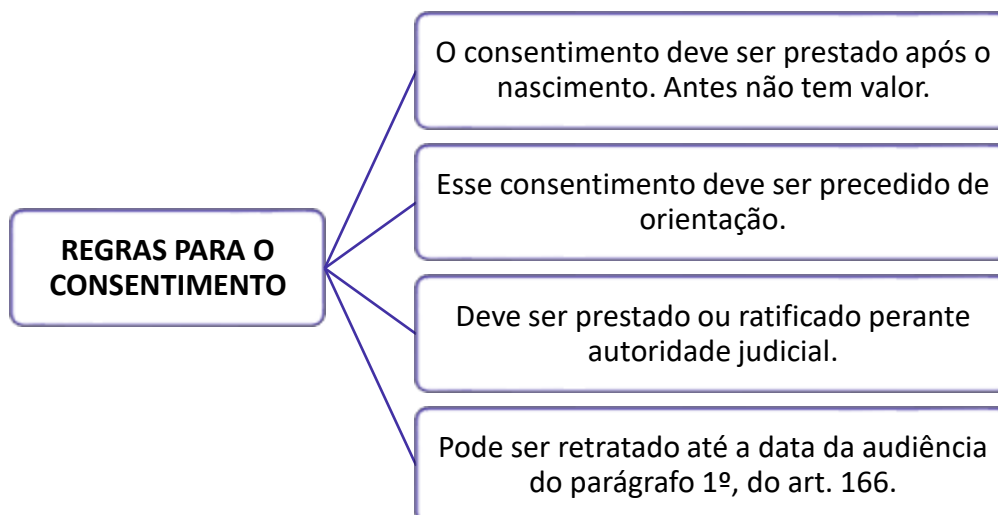 REGRAS PARA O
CONSENTIMENTO
O consentimento deve ser prestado após o
nascimento. Antes não tem valor.
Esse consentimento deve ser precedido de
orientação.
Deve ser prestado ou ratificado perante
autoridade judicial.
Pode ser retratado até a data da audiência
do parágrafo 1º, do art. 166.